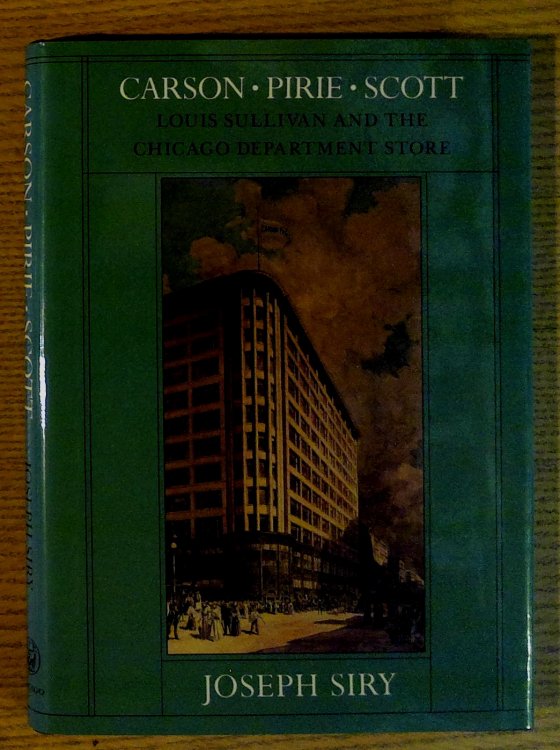 CARSON • PIRIE • SCOTT
LOUIS SULLIVAN AND THE
CHICAGO DEPARTMENT STORE
JOSEPH SIRY
CARSON • PIRIE • SCOTT
JOSEPH SIRY